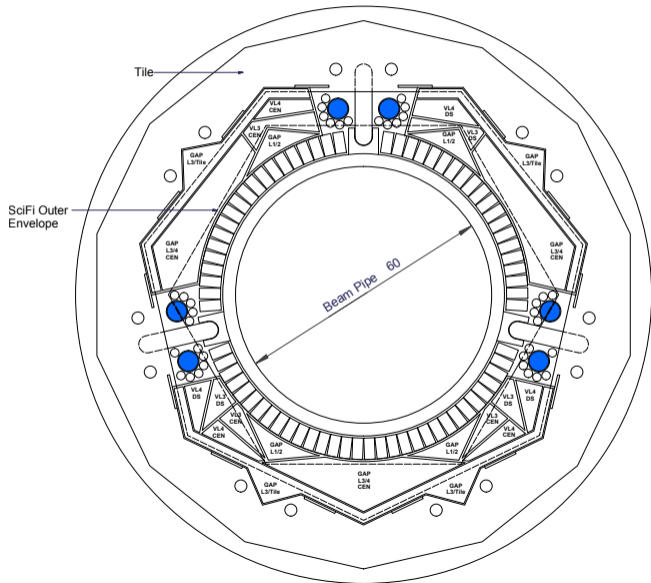 Tile
VL4
CEN
VL4
DS
VL3
CEN
GAP
L1/2
GAP
L1/2
VL3
DS
GAP
L3/Tile
GAP
L3/Tile
SciFi Outer
Envelope
GAP
L3/4
CEN
GAP
L3/4
CEN
Beam Pipe 60
VL4
DS
VL3
DS
VL3
CEN
VL4
CEN
VL3
DS
VL4
DS
VL3
CEN
VL4
CEN
GAP
L1/2
GAP
L1/2
GAP
L3/4
CEN
GAP
L3/Tile
GAP
L3/Tile